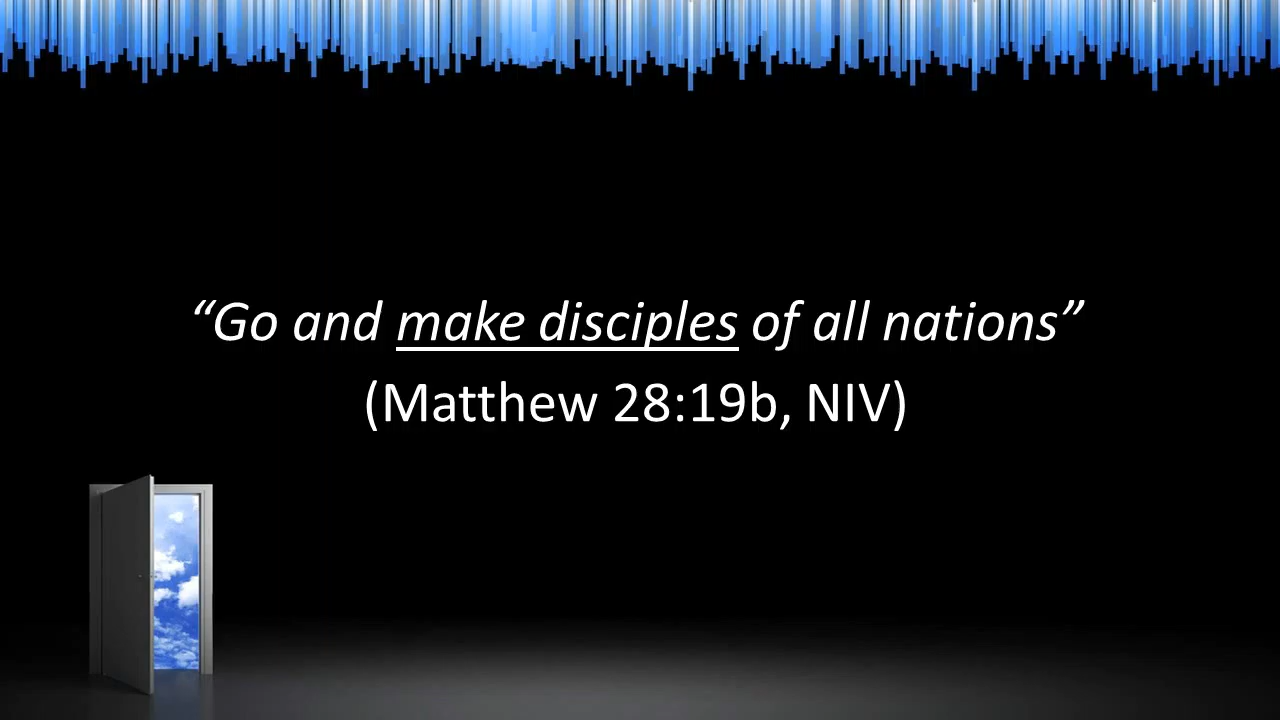 “Go and make disciples of all nations”
(Matthew 28:19b, NIV)